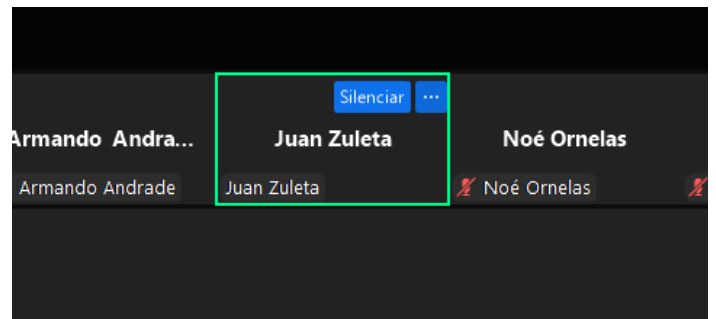 Silenciar ...
Armando Andra... Juan Zuleta Noé Ornelas
Armando Andrade Juan Zuleta Noé Ornelas